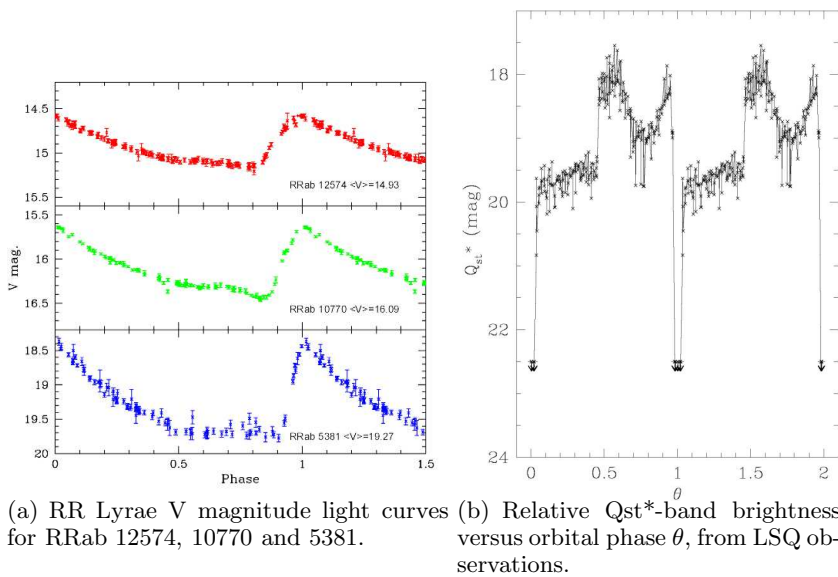 14.5
15
15.5
RRab 12574 <V>=14.93
15.5
16
16.5
V mag.
RRab 10770 <V>=16.09
18.5
19
19.5
20
RRab 5381 <V>=19.27
0
0.5
1
1.5
Phase
18
20
22
24
Qst* (mag)
0
0.5
1
1.5
2
θ
(a) RR Lyrae V magnitude light curves
for RRab 12574, 10770 and 5381.
(b) Relative Qst*-band brightness
versus orbital phase θ, from LSQ ob-
servations.